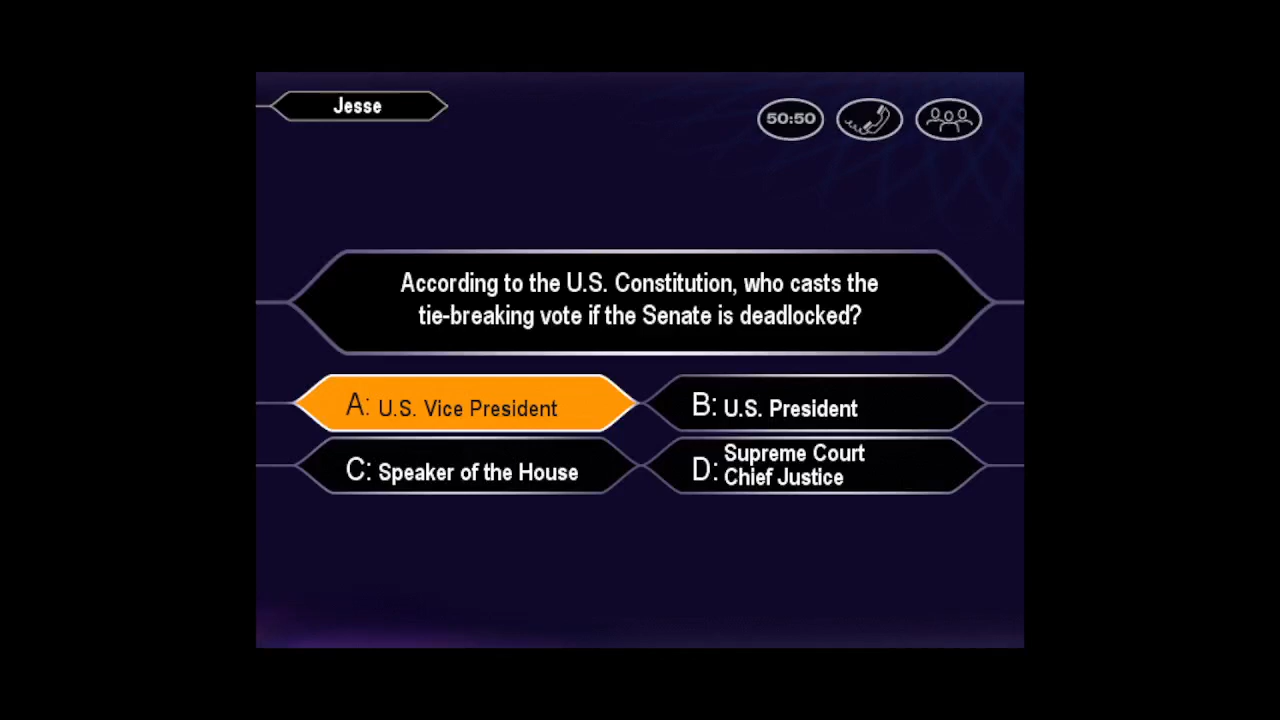 Jesse
50:50
According to the U.S. Constitution, who casts the
tie-breaking vote if the Senate is deadlocked?
A: U.S. Vice President
B: U.S. President
C: Speaker of the House
D: Supreme Court
Chief Justice